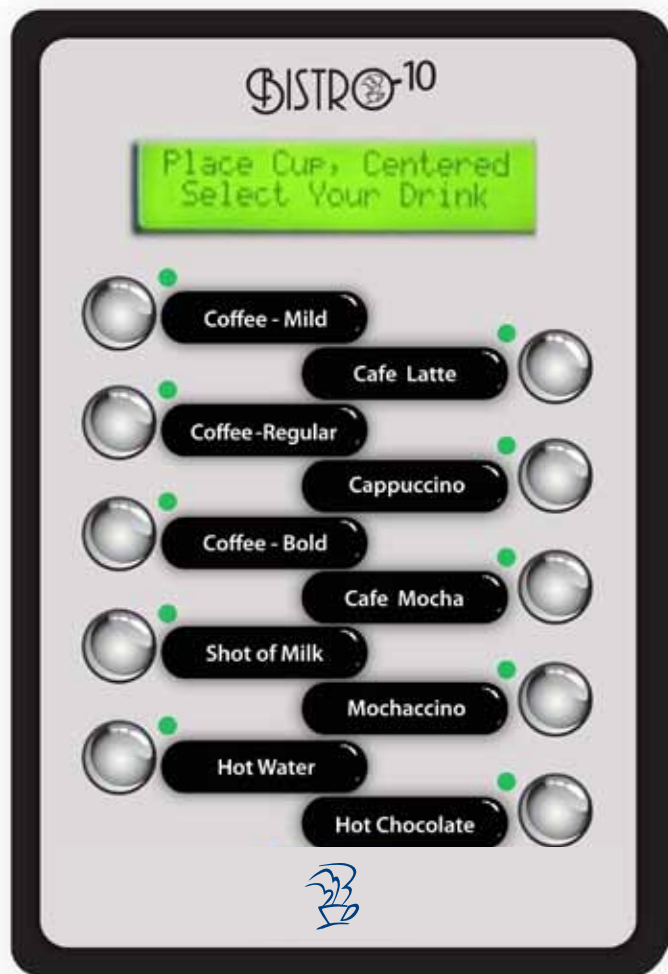 BISTRO-10
Place Cup, Centered
Select Your Drink
Coffee - Mild
Cafe Latte
Coffee-Regular
Cappuccino
Coffee - Bold
Cafe Mocha
Shot of Milk
Mochaccino
Hot Water
Hot Chocolate